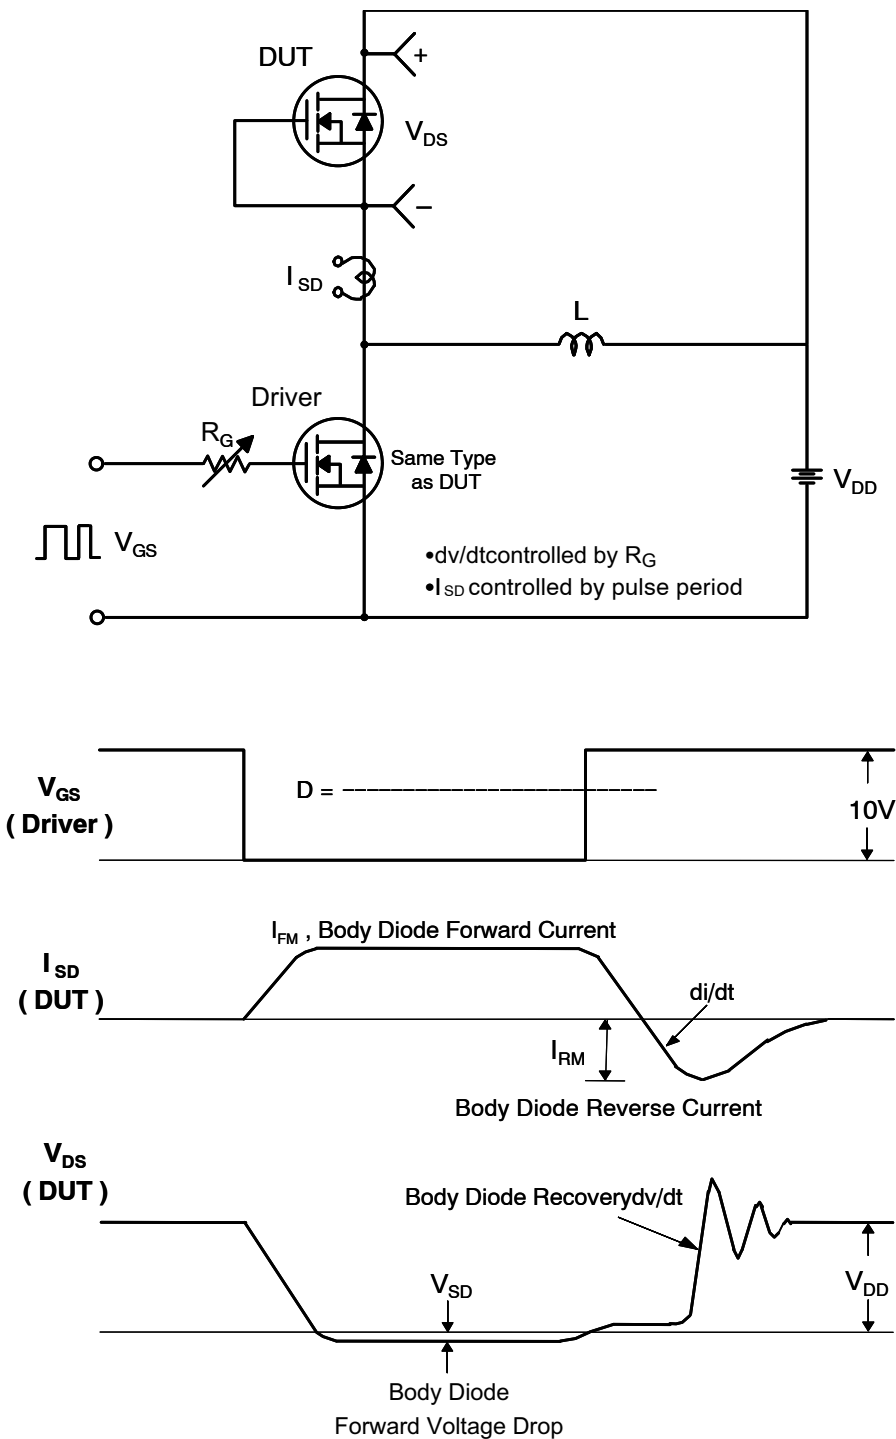 DUT
+
V_DS
−
I_SD
L
Driver
R_G
Same Type
as DUT
V_DD
V_GS
•dv/dtcontrolled by R_G
•I_SD controlled by pulse period
V_GS
( Driver )
D =
10V
I_FM , Body Diode Forward Current
I_SD
( DUT )
di/dt
I_RM
Body Diode Reverse Current
V_DS
( DUT )
Body Diode Recoverydv/dt
V_SD
V_DD
Body Diode
Forward Voltage Drop